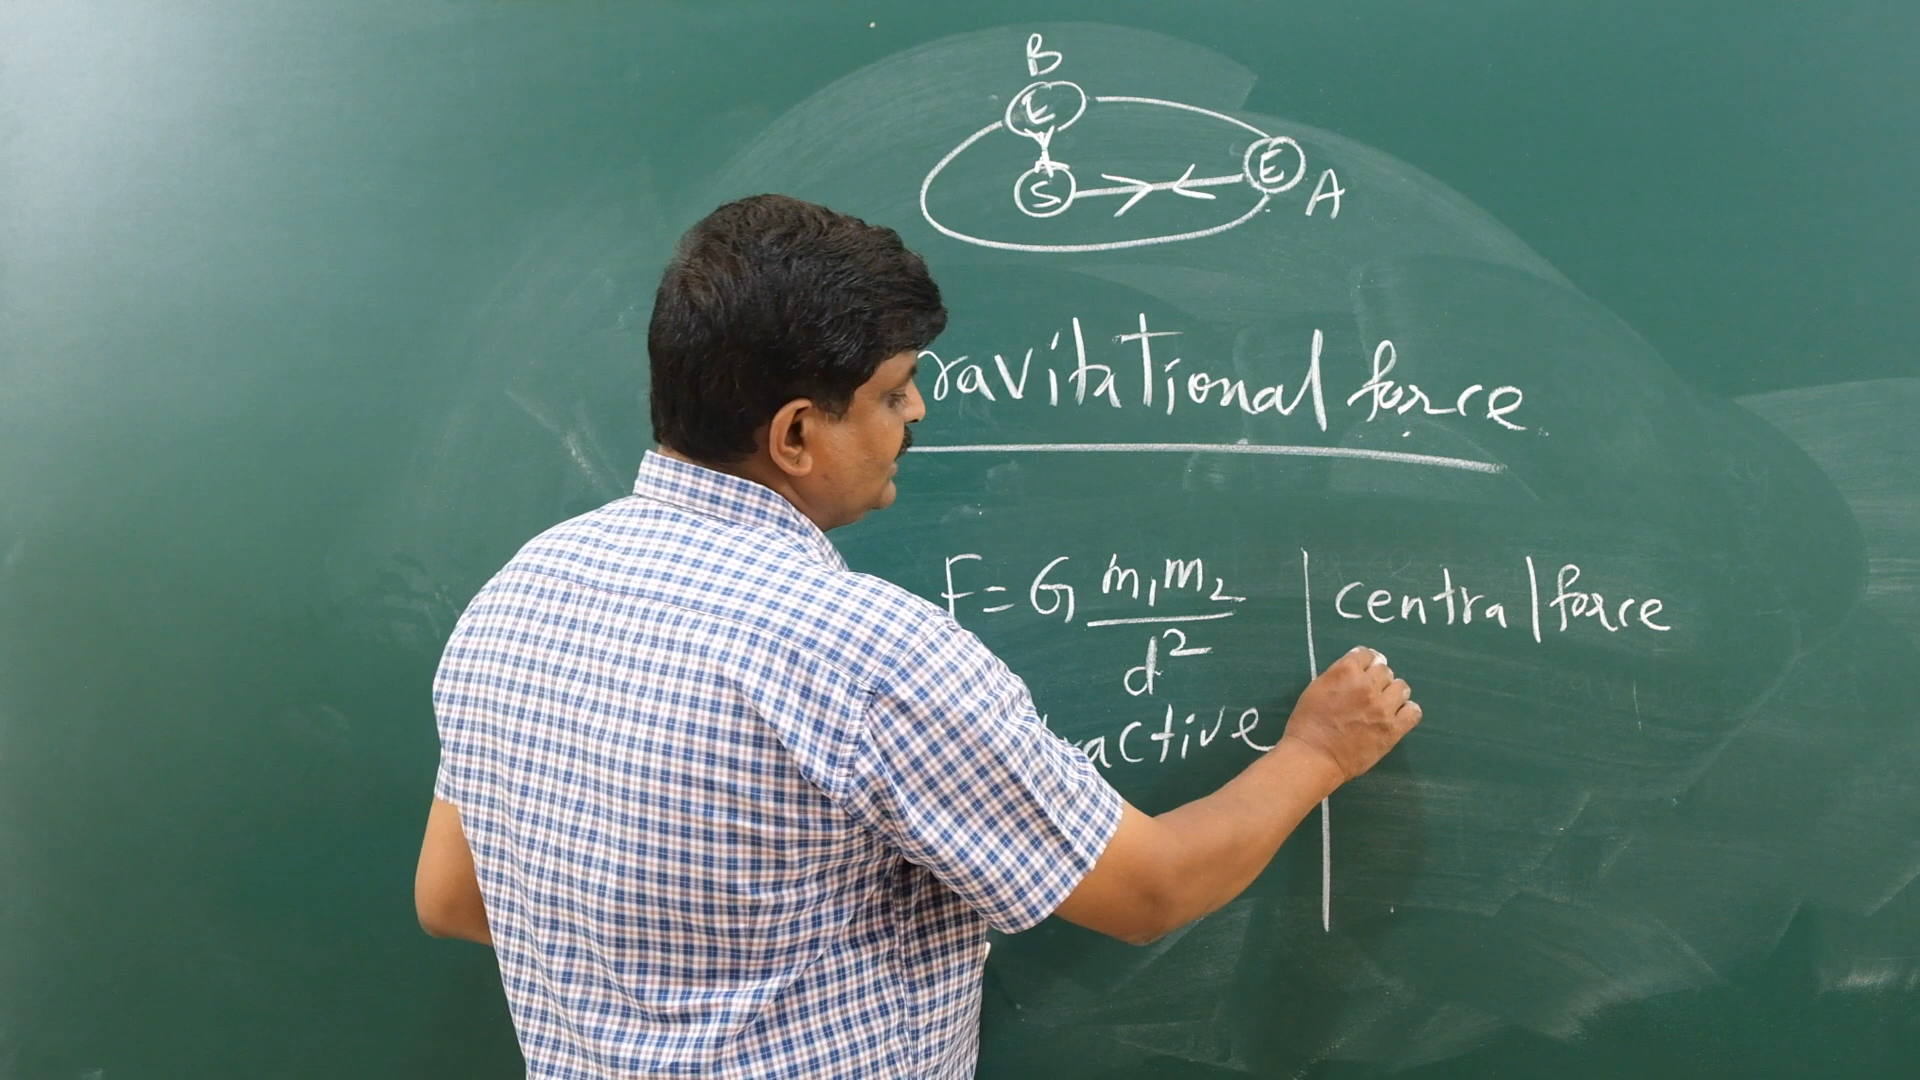 B
E
E
S
A
ravitational force
F = G m₁m₂ / d²
central force
ractive